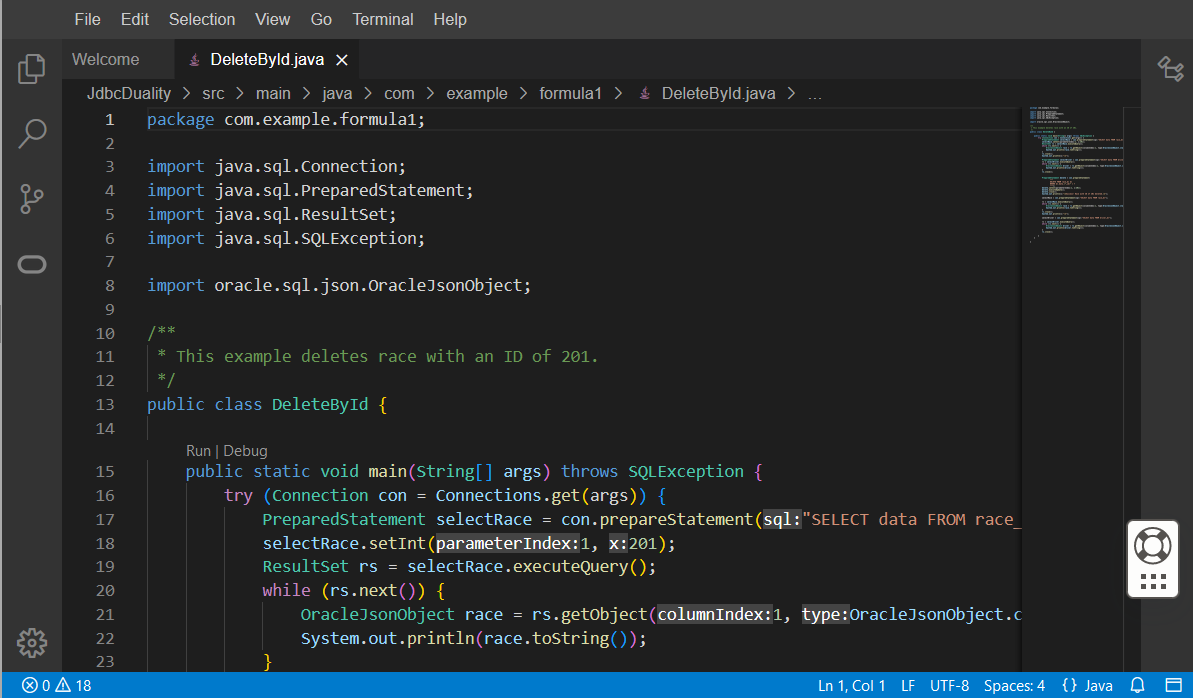 File Edit Selection View Go Terminal Help
Welcome DeleteById.java
JdbcDuality > src > main > java > com > example > formula1 > DeleteById.java > ...
1 package com.example.formula1;
2
3 import java.sql.Connection;
4 import java.sql.PreparedStatement;
5 import java.sql.ResultSet;
6 import java.sql.SQLException;
7
8 import oracle.sql.json.OracleJsonObject;
9
10 /**
11 * This example deletes race with an ID of 201.
12 */
13 public class DeleteById {
14
Run | Debug
15 public static void main(String[] args) throws SQLException {
16 try (Connection con = Connections.get(args)) {
17 PreparedStatement selectRace = con.prepareStatement(sql:"SELECT data FROM race_
18 selectRace.setInt(parameterIndex:1, x:201);
19 ResultSet rs = selectRace.executeQuery();
20 while (rs.next()) {
21 OracleJsonObject race = rs.getObject(columnIndex:1, type:OracleJsonObject.c
22 System.out.println(race.toString());
23 }
0 18 Ln 1, Col 1 LF UTF-8 Spaces: 4 {} Java